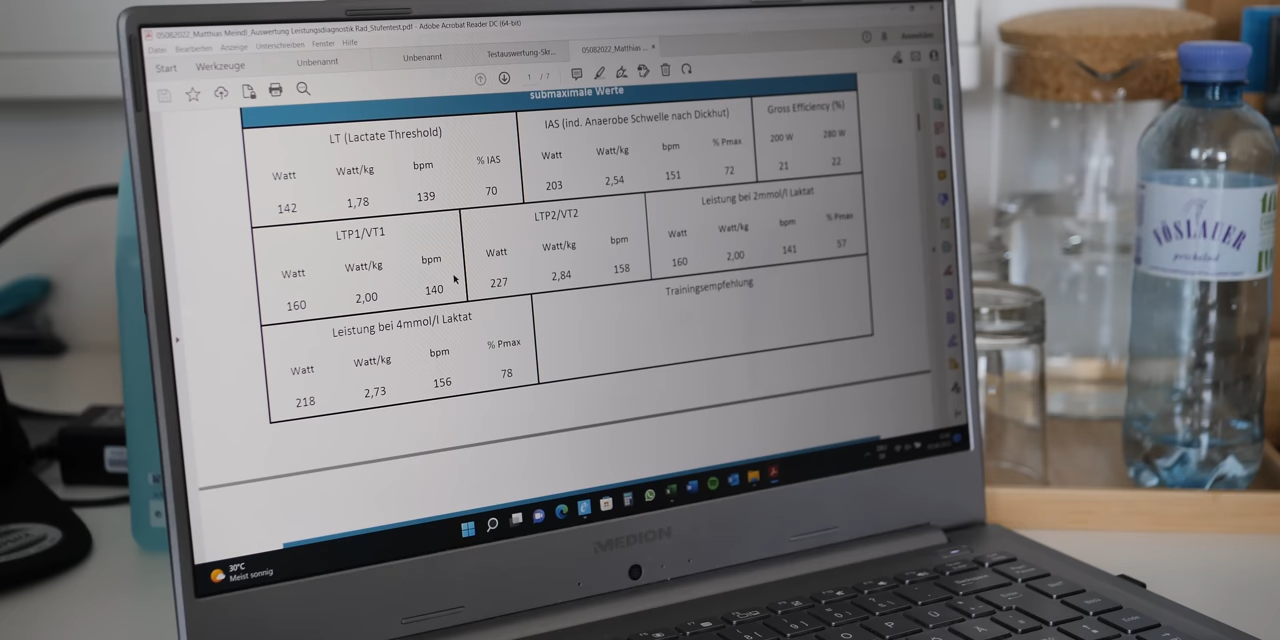 05082022_Matthias Meindl_Auswertung Leistungsdiagnostik Rad_Stufentest.pdf - Adobe Acrobat Reader DC (64-bit)
Datei Bearbeiten Anzeige Unterschreiben Fenster Hilfe
Start Werkzeuge Unbenannt Unbenannt Testauswertung-Skr... 05082022_Matthias ... × Anmelden
1 / 7
submaximale Werte
LT (Lactate Threshold)
Watt Watt/kg bpm % IAS
142 1,78 139 70
IAS (ind. Anaerobe Schwelle nach Dickhut)
Watt Watt/kg bpm % Pmax
203 2,54 151 72
Gross Efficiency (%)
200 W 280 W
21 22
LTP1/VT1
Watt Watt/kg bpm
160 2,00 140
LTP2/VT2
Watt Watt/kg bpm
227 2,84 158
Leistung bei 2mmol/l Laktat
Watt Watt/kg bpm % Pmax
160 2,00 141 57
Leistung bei 4mmol/l Laktat
Watt Watt/kg bpm % Pmax
218 2,73 156 78
Trainingsempfehlung
30°C
Meist sonnig
MEDION
VÖSLAUER
prickelnd